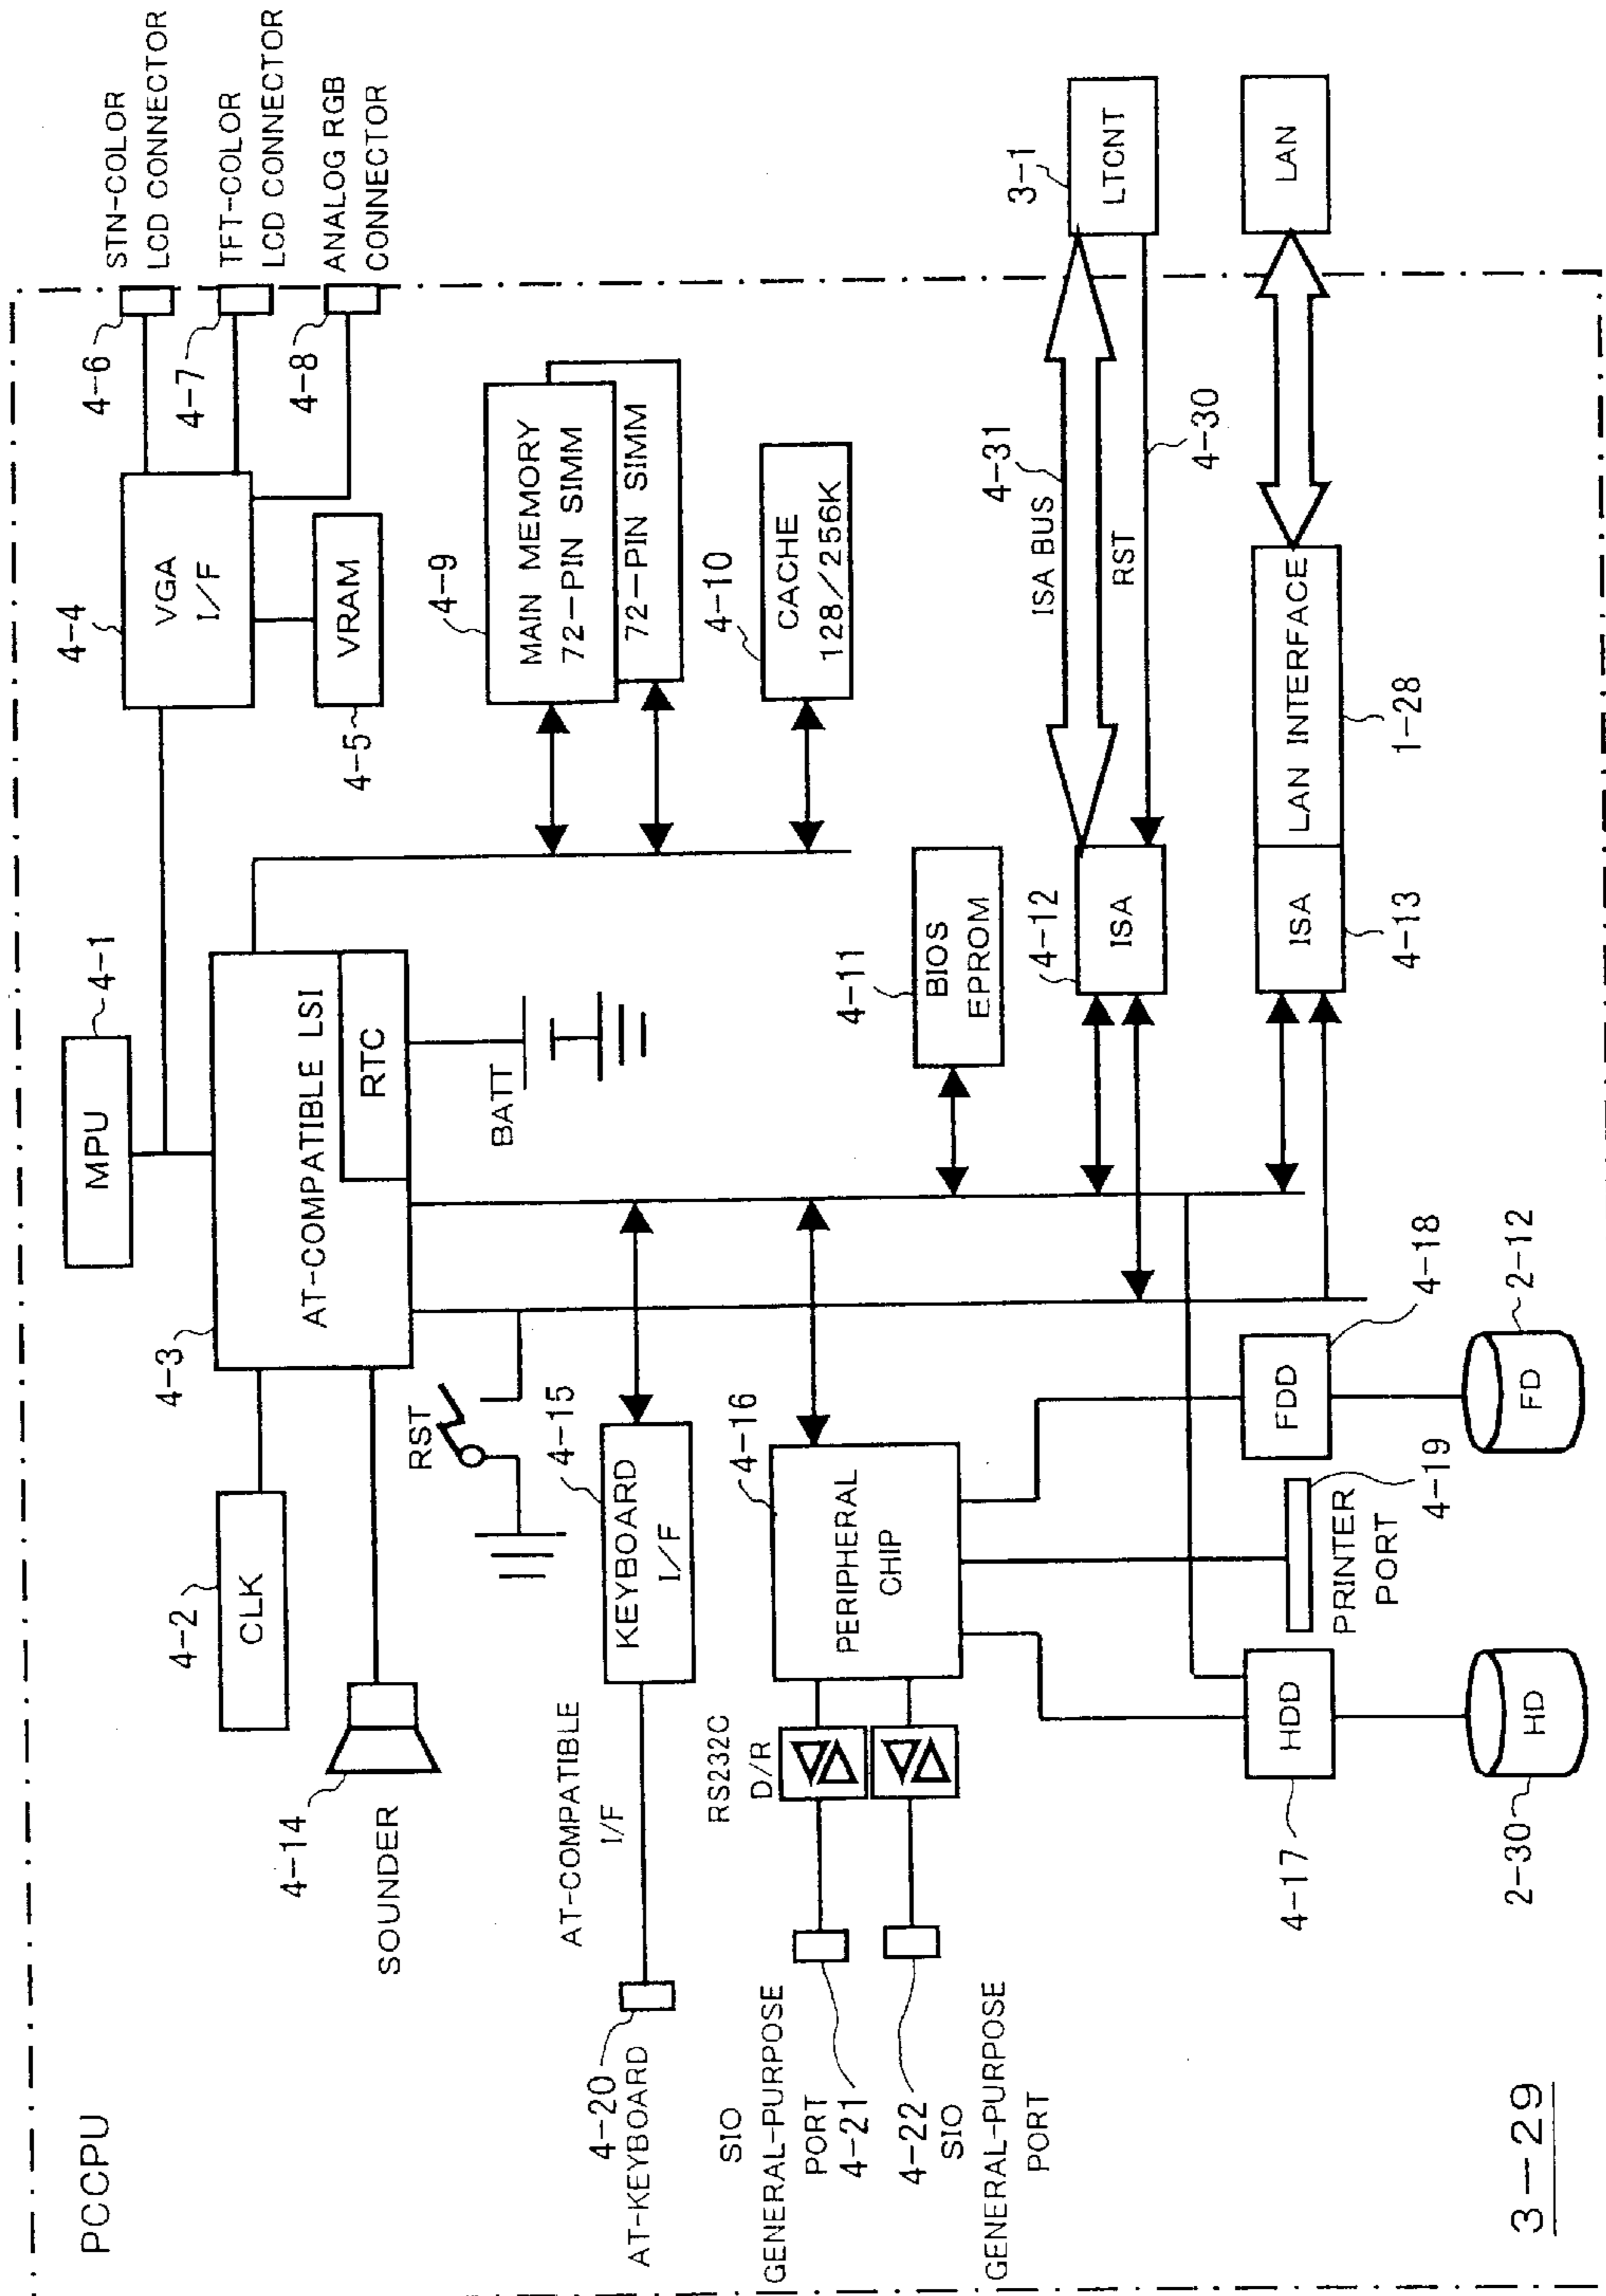 PCCPU
MPU
4-1
4-2
CLK
4-3
AT-COMPATIBLE LSI
RTC
BATT
4-4
VGA
I/F
VRAM
4-5
4-6
STN-COLOR
LCD CONNECTOR
4-7
TFT-COLOR
LCD CONNECTOR
4-8
ANALOG RGB
CONNECTOR
4-14
SOUNDER
RST
4-9
MAIN MEMORY
72-PIN SIMM
72-PIN SIMM
4-10
CACHE
128/256K
4-20
AT-KEYBOARD
AT-COMPATIBLE
I/F
4-15
KEYBOARD
I/F
4-11
BIOS
EPROM
SIO
GENERAL-PURPOSE
PORT
4-21
4-22
SIO
GENERAL-PURPOSE
PORT
RS232C
D/R
4-16
PERIPHERAL
CHIP
4-12
ISA
ISA BUS
4-31
RST
4-30
3-1
LTCNT
ISA
4-13
LAN INTERFACE
1-28
LAN
4-17
HDD
HD
2-30
PRINTER
PORT
4-19
FDD
4-18
FD
2-12
3-29